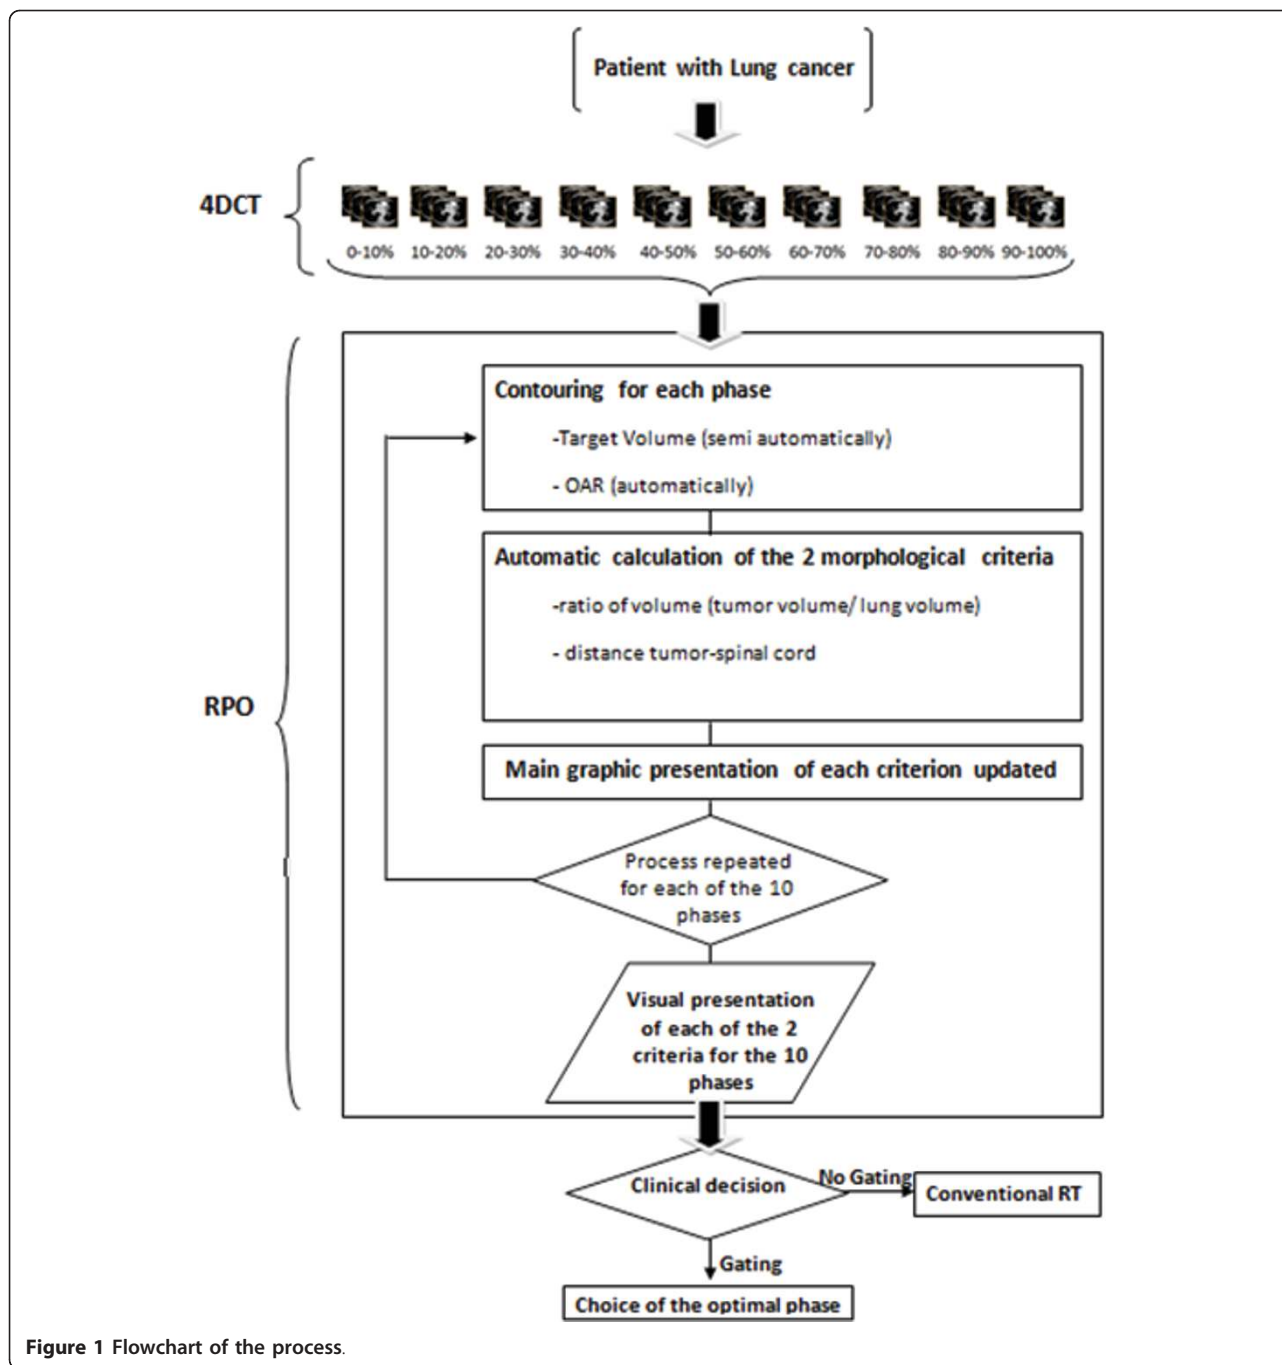 Patient with Lung cancer
4DCT
0-10% 10-20% 20-30% 30-40% 40-50% 50-60% 60-70% 70-80% 80-90% 90-100%
RPO
Contouring for each phase
-Target Volume (semi automatically)
- OAR (automatically)
Automatic calculation of the 2 morphological criteria
-ratio of volume (tumor volume/ lung volume)
- distance tumor-spinal cord
Main graphic presentation of each criterion updated
Process repeated
for each of the 10
phases
Visual presentation
of each of the 2
criteria for the 10
phases
Clinical decision
No Gating
Conventional RT
Gating
Choice of the optimal phase
Figure 1 Flowchart of the process.